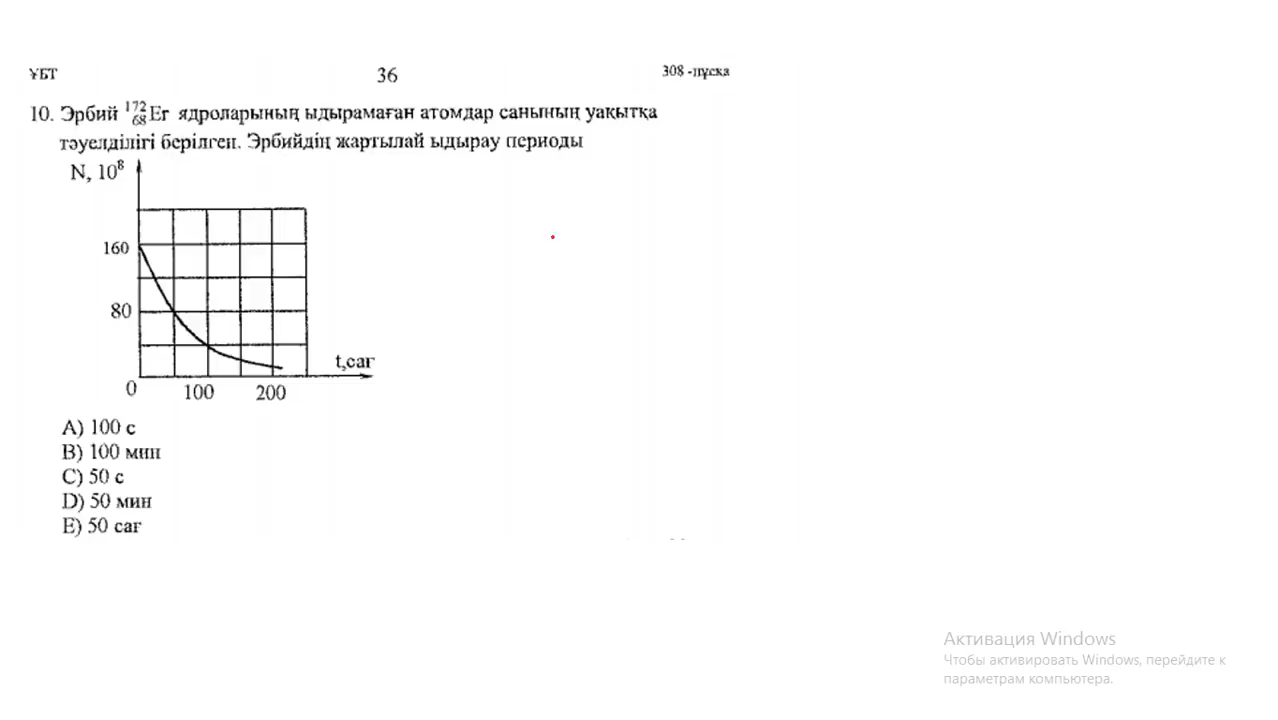 ҰБТ 36 308 -нұсқа
10. Эрбий ¹⁷²₆₈Er ядроларының ыдырамаған атомдар санының уақытқа
тәуелділігі берілген. Эрбийдің жартылай ыдырау периоды
N, 10⁸
160
80
t,сағ
0 100 200
A) 100 с
B) 100 мин
C) 50 с
D) 50 мин
E) 50 сағ
Активация Windows
Чтобы активировать Windows, перейдите к
параметрам компьютера.